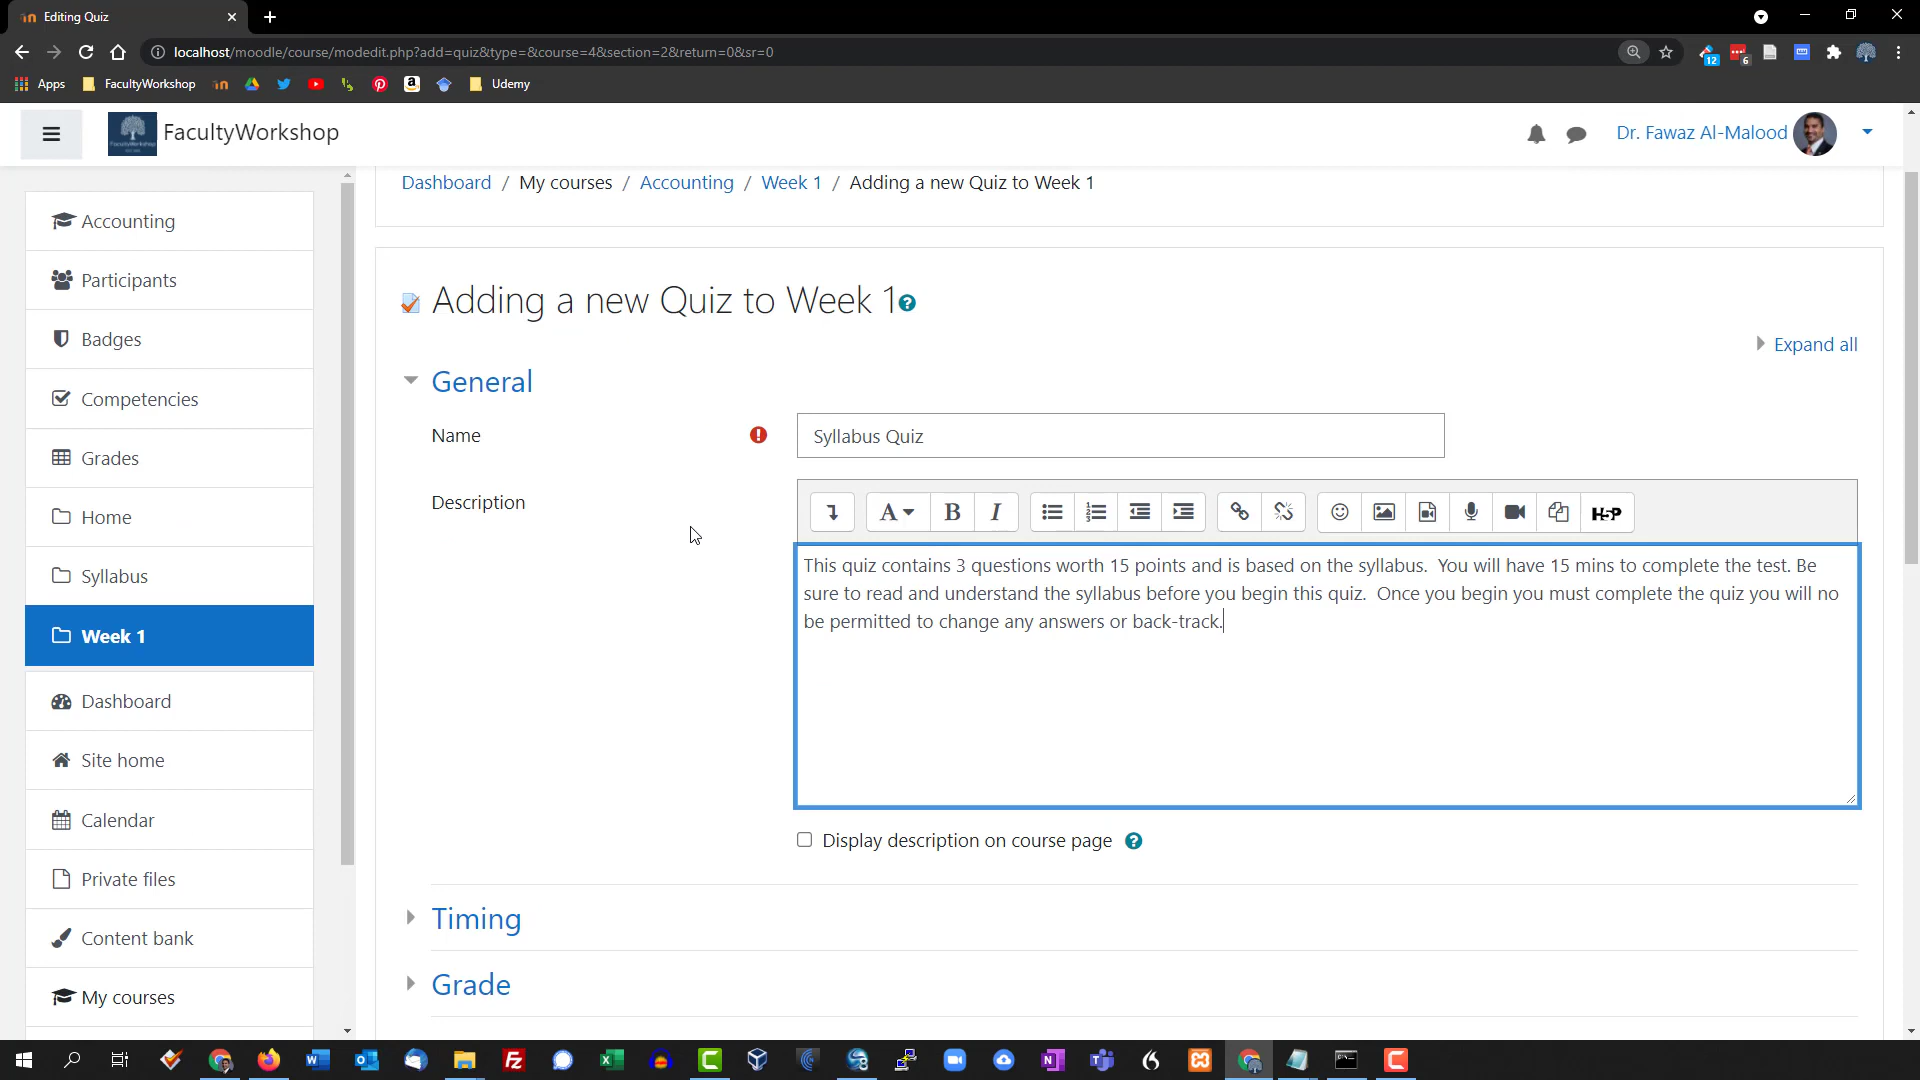 Editing Quiz
localhost/moodle/course/modedit.php?add=quiz&type=&course=4&section=2&return=0&sr=0
12
6
Apps
FacultyWorkshop
Udemy
FacultyWorkshop
Dr. Fawaz Al-Malood
Dashboard / My courses / Accounting / Week 1 / Adding a new Quiz to Week 1
Accounting
Participants
Badges
Competencies
Grades
Home
Syllabus
Week 1
Dashboard
Site home
Calendar
Private files
Content bank
My courses
Adding a new Quiz to Week 1
Expand all
General
Name
Syllabus Quiz
Description
A B I
H5P
This quiz contains 3 questions worth 15 points and is based on the syllabus.  You will have 15 mins to complete the test. Be
sure to read and understand the syllabus before you begin this quiz.  Once you begin you must complete the quiz you will no
be permitted to change any answers or back-track.
Display description on course page
Timing
Grade